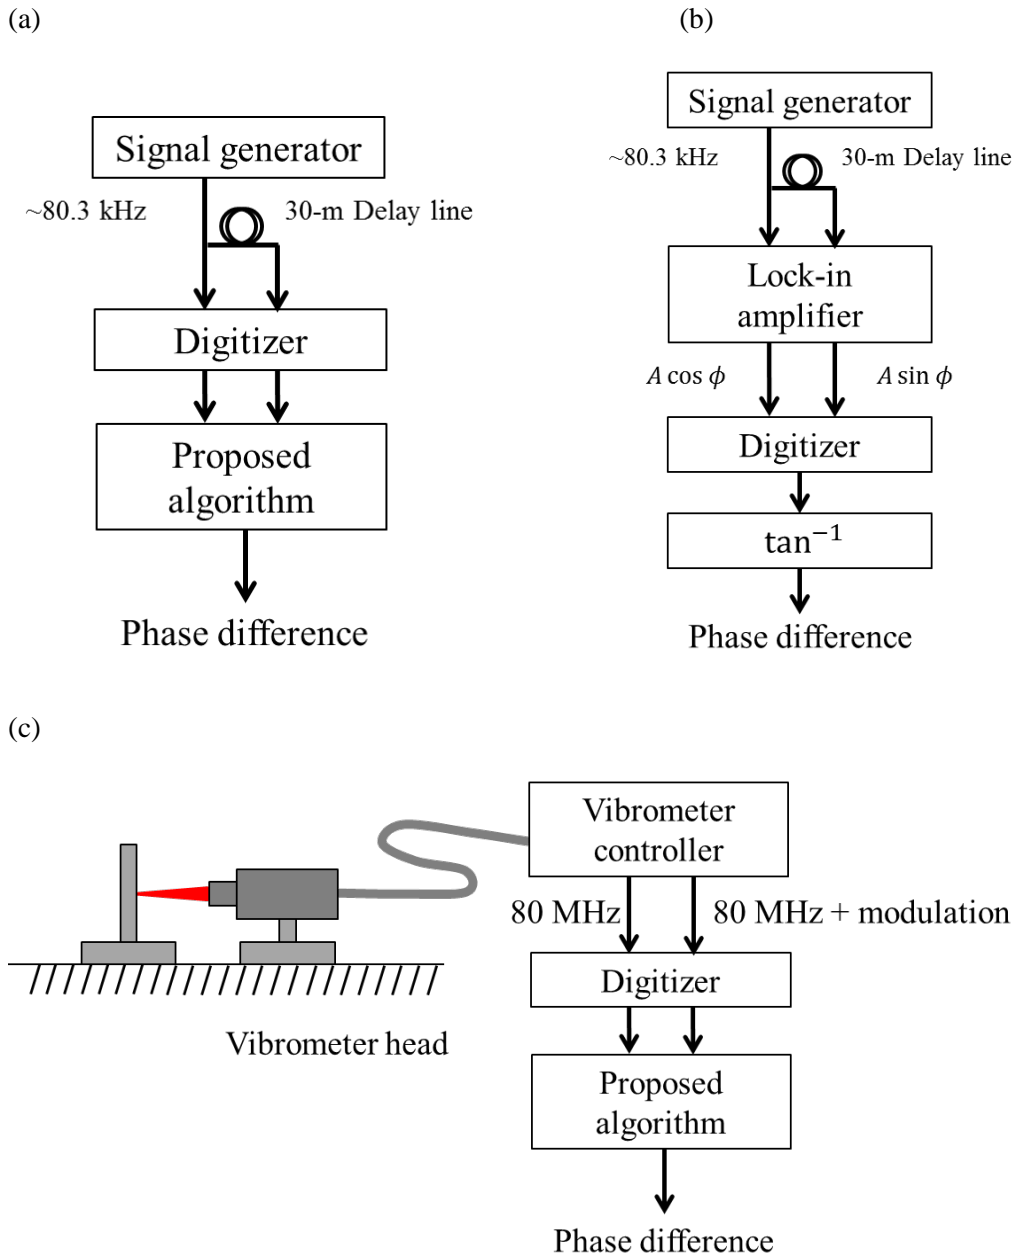 (a)
Signal generator
~80.3 kHz
30-m Delay line
Digitizer
Proposed
algorithm
Phase difference
(b)
Signal generator
~80.3 kHz
30-m Delay line
Lock-in
amplifier
A cos ϕ
A sin ϕ
Digitizer
tan⁻¹
Phase difference
(c)
Vibrometer
controller
80 MHz
80 MHz + modulation
Digitizer
Vibrometer head
Proposed
algorithm
Phase difference